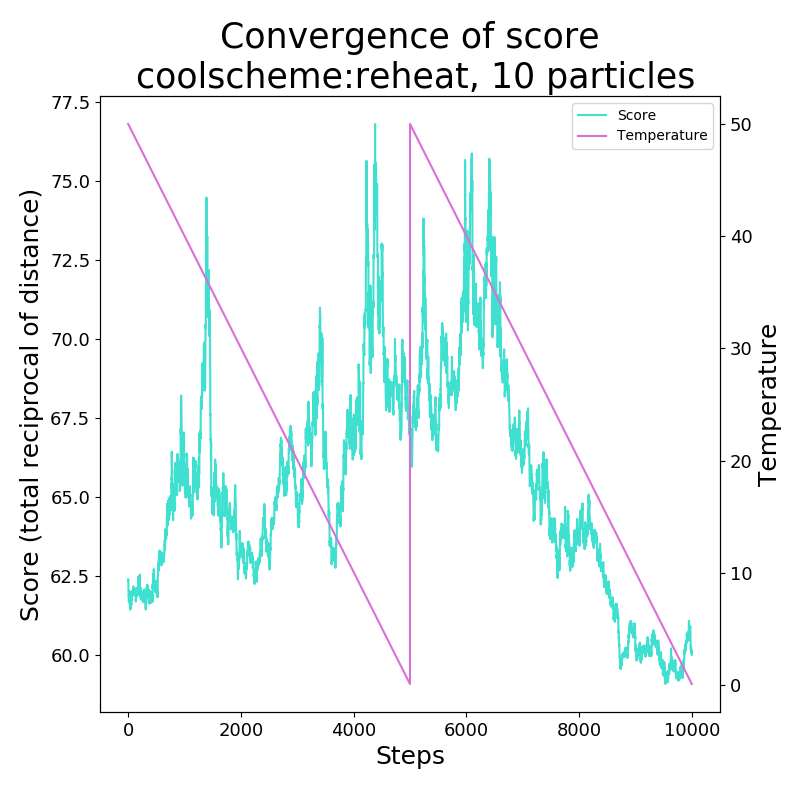 Convergence of score
coolscheme:reheat, 10 particles
Score
Temperature
77.5
75.0
72.5
70.0
67.5
65.0
62.5
60.0
Score (total reciprocal of distance)
50
40
30
20
10
0
Temperature
0 2000 4000 6000 8000 10000
Steps